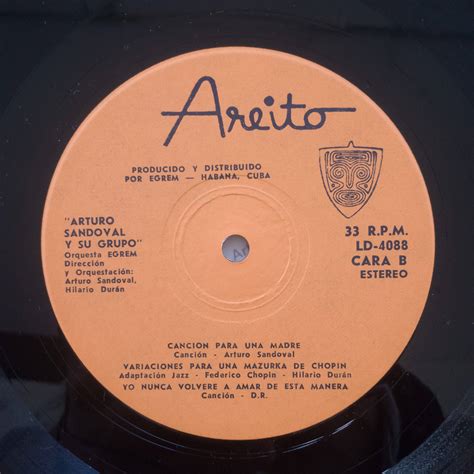 Areito
PRODUCIDO Y DISTRIBUIDO
POR EGREM — HABANA, CUBA
"ARTURO
SANDOVAL
Y SU GRUPO"
Orquesta EGREM
Dirección
y Orquestación:
Arturo Sandoval,
Hilario Durán
33 R.P.M.
LD-4088
CARA B
ESTEREO
CANCION PARA UNA MADRE
Canción - Arturo Sandoval
VARIACIONES PARA UNA MAZURKA DE CHOPIN
Adaptación Jazz - Federico Chopin - Hilario Durán
YO NUNCA VOLVERE A AMAR DE ESTA MANERA
Canción - D.R.